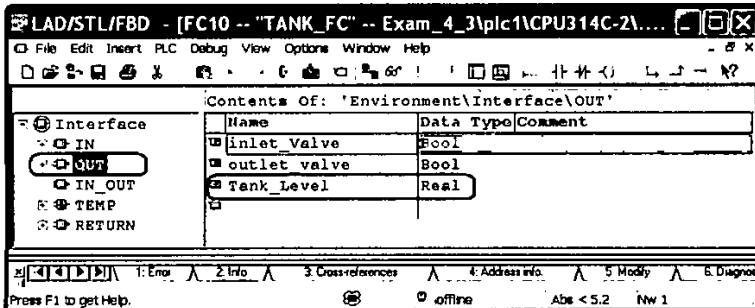 LAD/STL/FBD - [FC10 -- "TANK_FC" -- Exam_4_3\plc1\CPU314C-2\....
File Edit Insert PLC Debug View Options Window Help
Contents Of: 'Environment\Interface\OUT'
Interface
Name Data Type Comment
IN
inlet_Valve Bool
OUT
outlet_valve Bool
IN_OUT
Tank_Level Real
TEMP
RETURN
1: Error 2: Info 3: Cross-references 4: Address info. 5: Modify 6: Diagno
Press F1 to get Help. offline Abs < 5.2 Nw 1